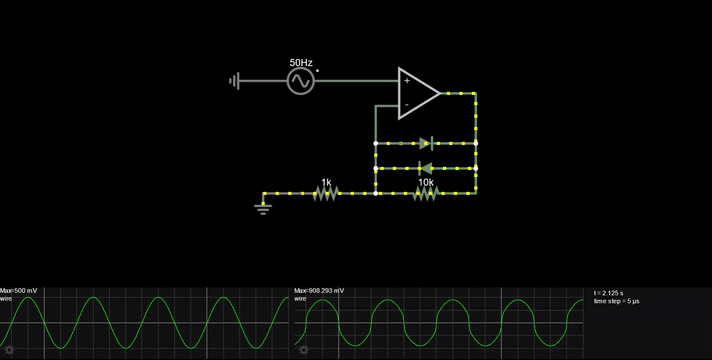 50Hz
+
-
1k
10k
Max=500 mV
wire
Max=908.293 mV
wire
t = 2.125 s
time step = 5 µs